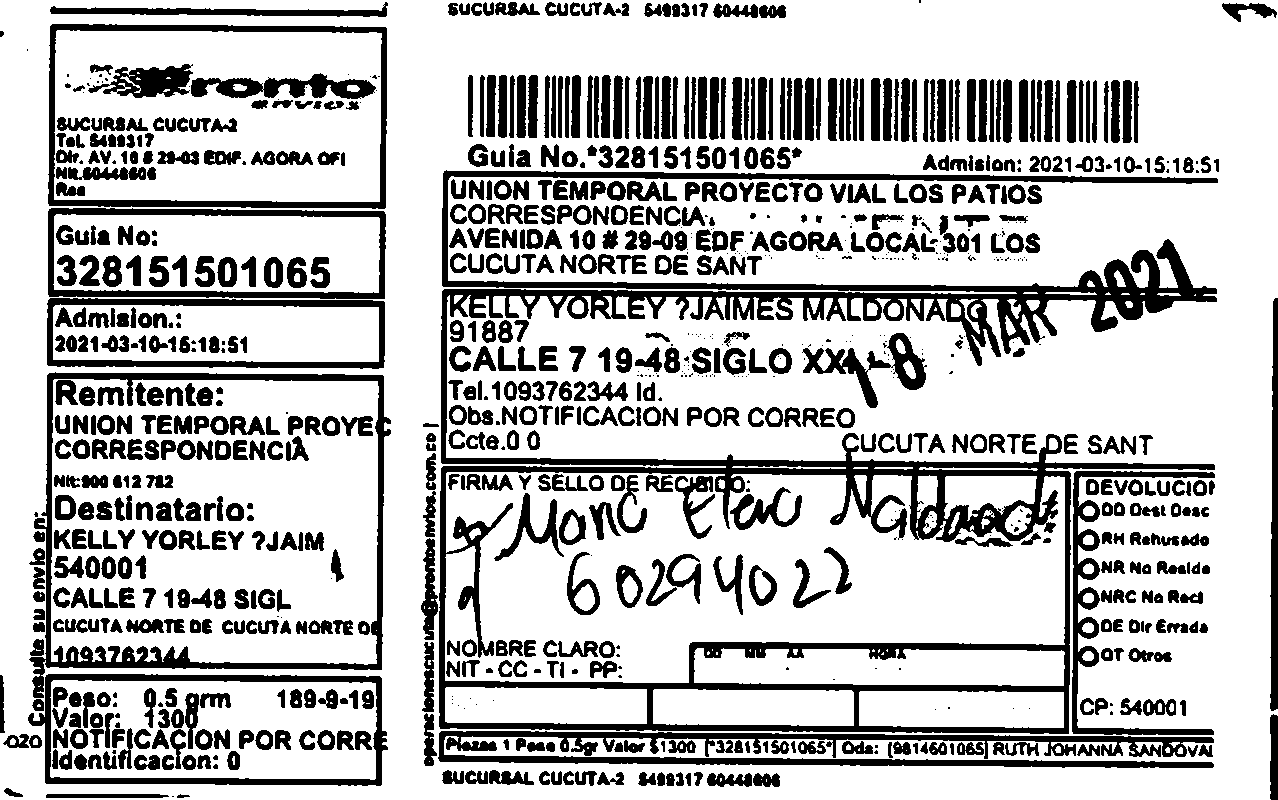 SUCURSAL CUCUTA-2 5499317 60448606
Pronto
envios
SUCURSAL CUCUTA-2
Tel. 5499317
Dir. AV. 10 # 29-03 EDIF. AGORA OFI
Nit.60448606
Res
Guia No:
328151501065
Admision.:
2021-03-10-15:18:51
Remitente:
UNION TEMPORAL PROYEC
CORRESPONDENCIA
Nit:900 612 782
Destinatario:
KELLY YORLEY ?JAIM
540001
CALLE 7 19-48 SIGL
CUCUTA NORTE DE CUCUTA NORTE DE
1093762344
Peso: 0.5 grm 189-9-19
Valor: 1300
NOTIFICACION POR CORRE
Identificacion: 0
Consulte su envio en:
operacionescucuta@prontoenvios.com.co |
Guia No.*328151501065*
Admision: 2021-03-10-15:18:51
UNION TEMPORAL PROYECTO VIAL LOS PATIOS
CORRESPONDENCIA
AVENIDA 10 # 29-09 EDF AGORA LOCAL 301 LOS
CUCUTA NORTE DE SANT
KELLY YORLEY ?JAIMES MALDONADO
91887
CALLE 7 19-48 SIGLO XXI
18 MAR 2021
Tel.1093762344 Id.
Obs.NOTIFICACION POR CORREO
Ccte.0 0
CUCUTA NORTE DE SANT
FIRMA Y SELLO DE RECIBIDO:
Maria Elena Maldonado
60294022
NOMBRE CLARO:
NIT - CC - TI - PP:
DD MM AA HORA
DEVOLUCION
DD Dest Desc
RH Rehusado
NR No Reside
NRC No Recl
DE Dir Errada
OT Otros
CP: 540001
Piezas 1 Peso 0.5gr Valor $1300 [*328151501065*] Ods: [9814601065] RUTH JOHANNA SANDOVAL
SUCURSAL CUCUTA-2 5499317 60448606